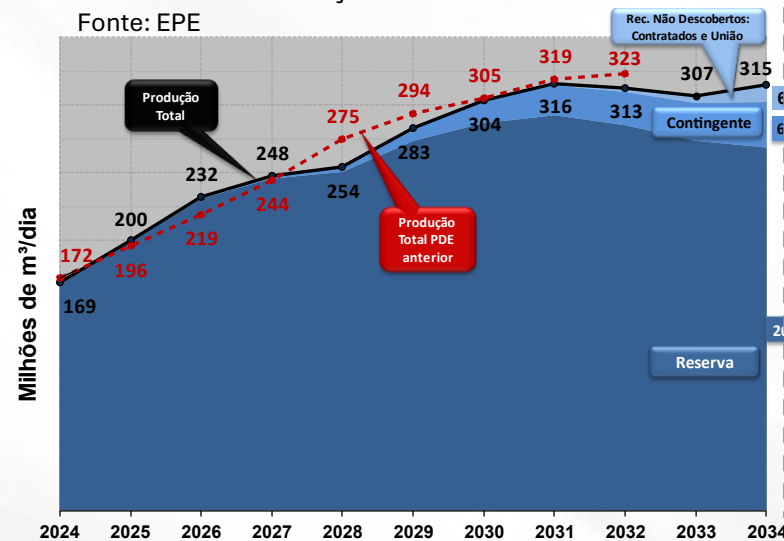 Fonte: EPE
Rec. Não Descobertos:
Contratados e União
Produção
Total
Contingente
Produção
Total PDE
anterior
Reserva
Milhões de m³/dia
172
196
219
244
275
294
305
319
323
169
200
232
248
254
283
304
316
313
307
315
2024
2025
2026
2027
2028
2029
2030
2031
2032
2033
2034